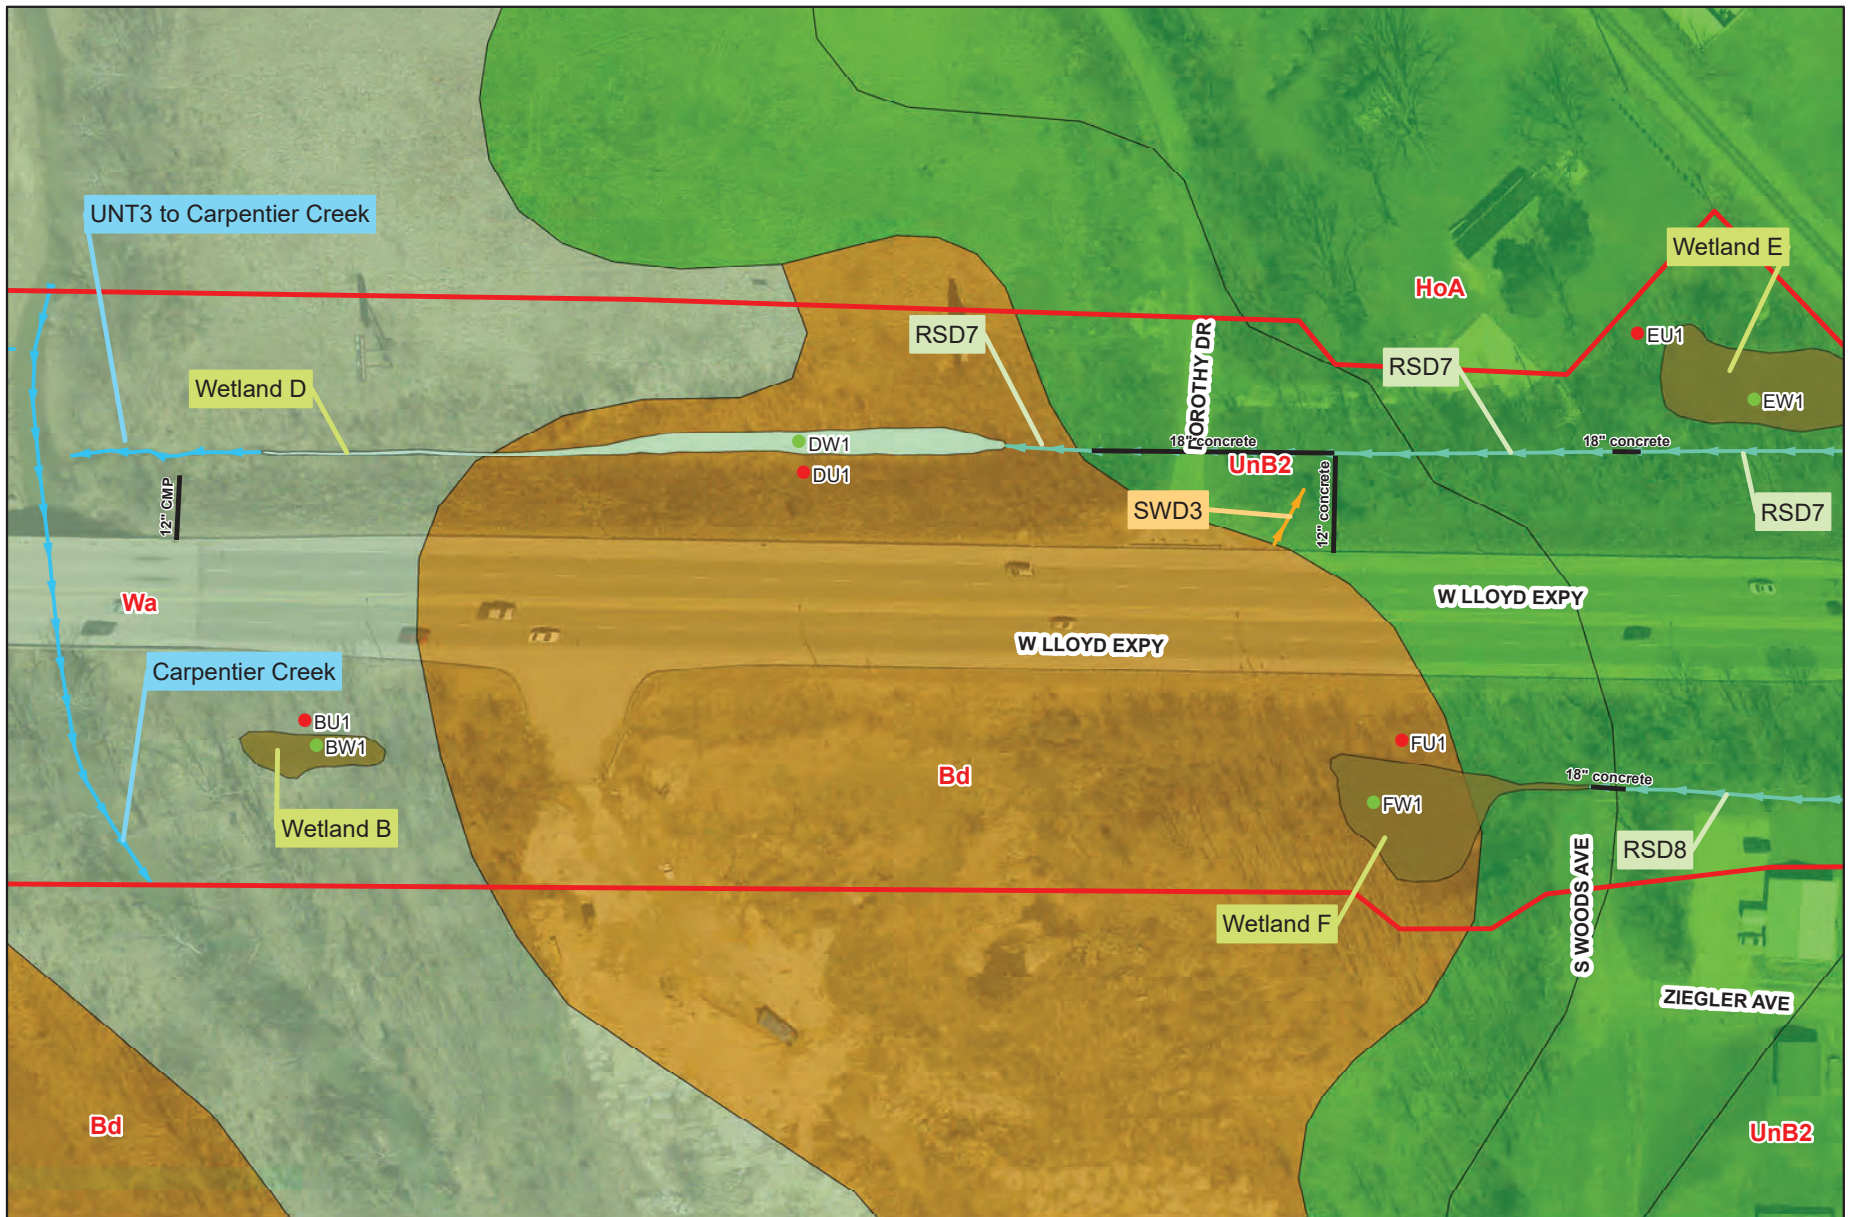 UNT3 to Carpentier Creek
Wetland E
HoA
EU1
RSD7
DOROTHY DR
RSD7
Wetland D
EW1
DW1
18" concrete
18" concrete
UnB2
DU1
12" CMP
SWD3
12" concrete
RSD7
Wa
W LLOYD EXPY
W LLOYD EXPY
Carpentier Creek
BU1
BW1
FU1
Bd
18" concrete
FW1
Wetland B
RSD8
S WOODS AVE
Wetland F
ZIEGLER AVE
Bd
UnB2